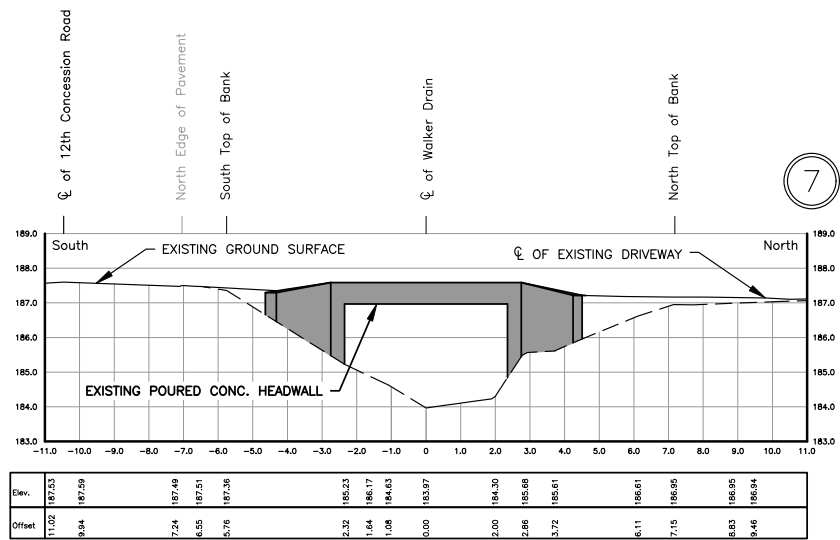 ℄ of 12th Concession Road
North Edge of Pavement
South Top of Bank
℄ of Walker Drain
North Top of Bank
7
189.0 189.0
South North
EXISTING GROUND SURFACE
℄ OF EXISTING DRIVEWAY
188.0 188.0
187.0 187.0
186.0 186.0
185.0 185.0
EXISTING POURED CONC. HEADWALL
184.0 184.0
183.0 183.0
-11.0 -10.0 -9.0 -8.0 -7.0 -6.0 -5.0 -4.0 -3.0 -2.0 -1.0 0 1.0 2.0 3.0 4.0 5.0 6.0 7.0 8.0 9.0 10.0 11.0
Elev. 187.53 187.59 187.49 187.51 187.36 185.23 186.17 184.63 183.97 184.30 185.68 185.61 186.61 186.95 186.95 186.94
Offset 11.02 9.94 7.24 6.55 5.76 2.32 1.64 1.08 0.00 2.00 2.86 3.72 6.11 7.15 8.83 9.46